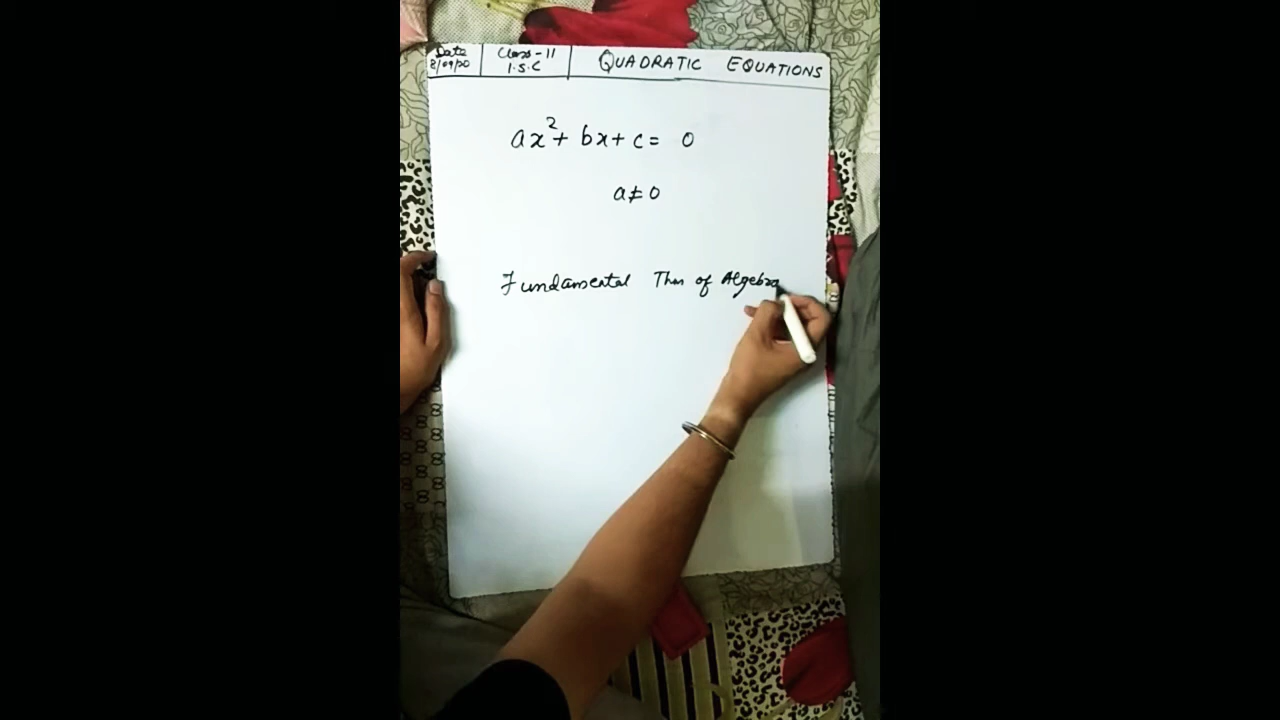 Date Class-11 QUADRATIC EQUATIONS
8/09/20 I.S.C
ax²+ bx+ c= 0
a≠0
Fundamental Thm of Algebra